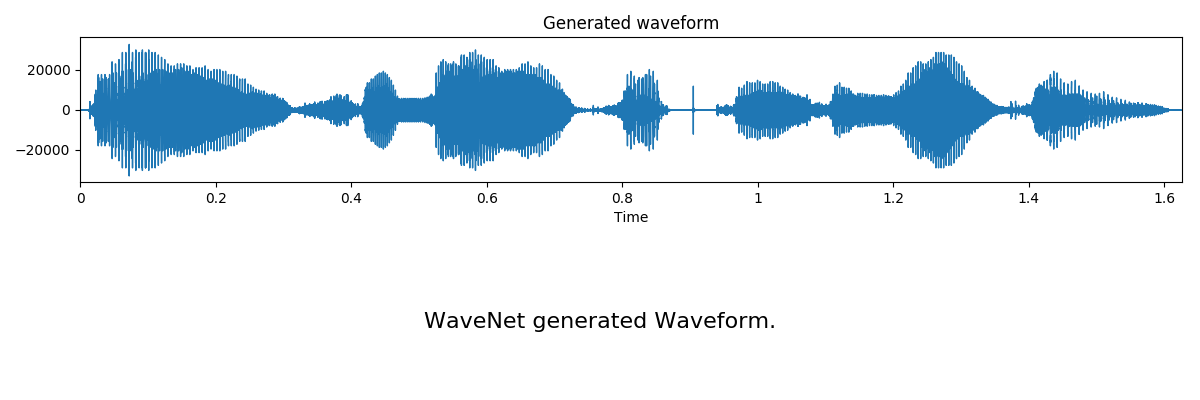 Generated waveform
20000
0
−20000
0 0.2 0.4 0.6 0.8 1 1.2 1.4 1.6
Time
WaveNet generated Waveform.